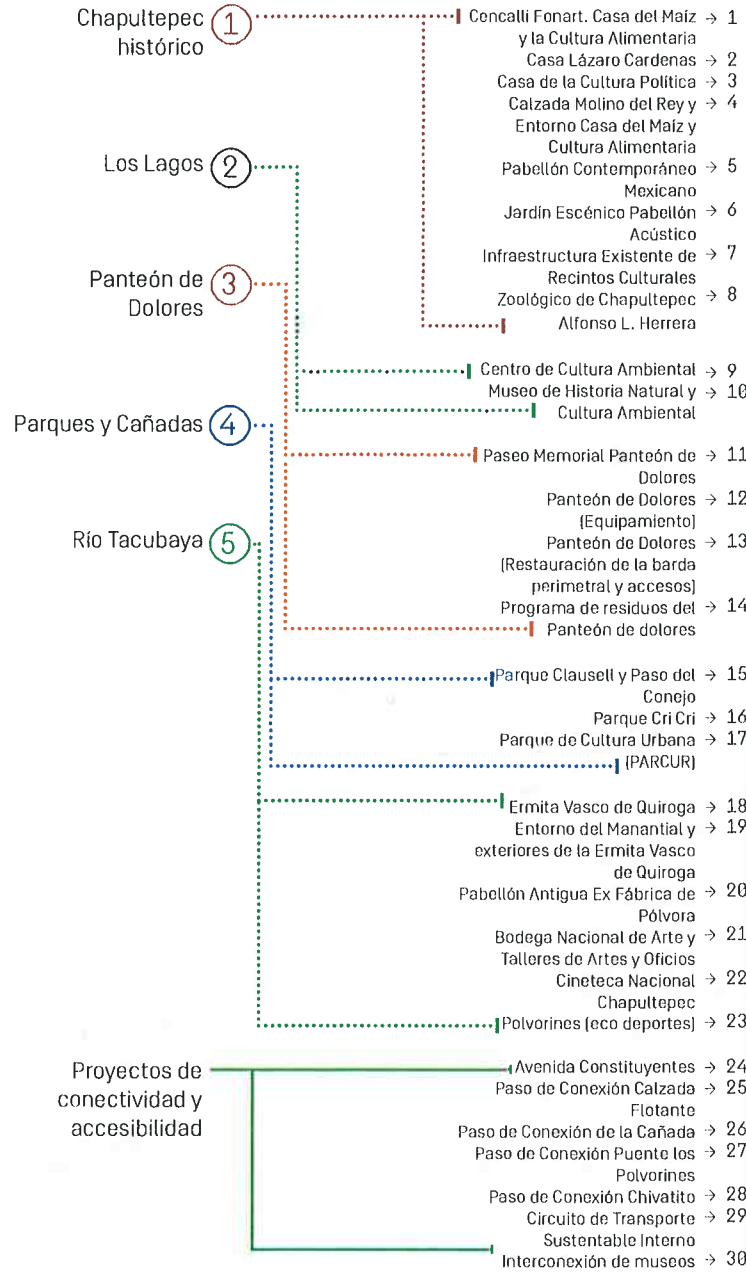 Chapultepec
histórico
1
Cencalli Fonart. Casa del Maíz → 1
y la Cultura Alimentaria
Casa Lázaro Cardenas → 2
Casa de la Cultura Política → 3
Calzada Molino del Rey y → 4
Entorno Casa del Maíz y
Cultura Alimentaria
Pabellón Contemporáneo → 5
Mexicano
Jardín Escénico Pabellón → 6
Acústico
Infraestructura Existente de → 7
Recintos Culturales
Zoológico de Chapultepec → 8
Alfonso L. Herrera
Los Lagos 2
Centro de Cultura Ambiental → 9
Museo de Historia Natural y → 10
Cultura Ambiental
Panteón de
Dolores
3
Paseo Memorial Panteón de → 11
Dolores
Panteón de Dolores → 12
(Equipamiento)
Panteón de Dolores → 13
(Restauración de la barda
perimetral y accesos)
Programa de residuos del → 14
Panteón de dolores
Parques y Cañadas 4
Parque Clausell y Paso del → 15
Conejo
Parque Cri Cri → 16
Parque de Cultura Urbana → 17
(PARCUR)
Río Tacubaya 5
Ermita Vasco de Quiroga → 18
Entorno del Manantial y → 19
exteriores de la Ermita Vasco
de Quiroga
Pabellón Antigua Ex Fábrica de → 20
Pólvora
Bodega Nacional de Arte y → 21
Talleres de Artes y Oficios
Cineteca Nacional → 22
Chapultepec
Polvorines (eco deportes) → 23
Proyectos de
conectividad y
accesibilidad
Avenida Constituyentes → 24
Paso de Conexión Calzada → 25
Flotante
Paso de Conexión de la Cañada → 26
Paso de Conexión Puente los → 27
Polvorines
Paso de Conexión Chivatito → 28
Circuito de Transporte → 29
Sustentable Interno
Interconexión de museos → 30